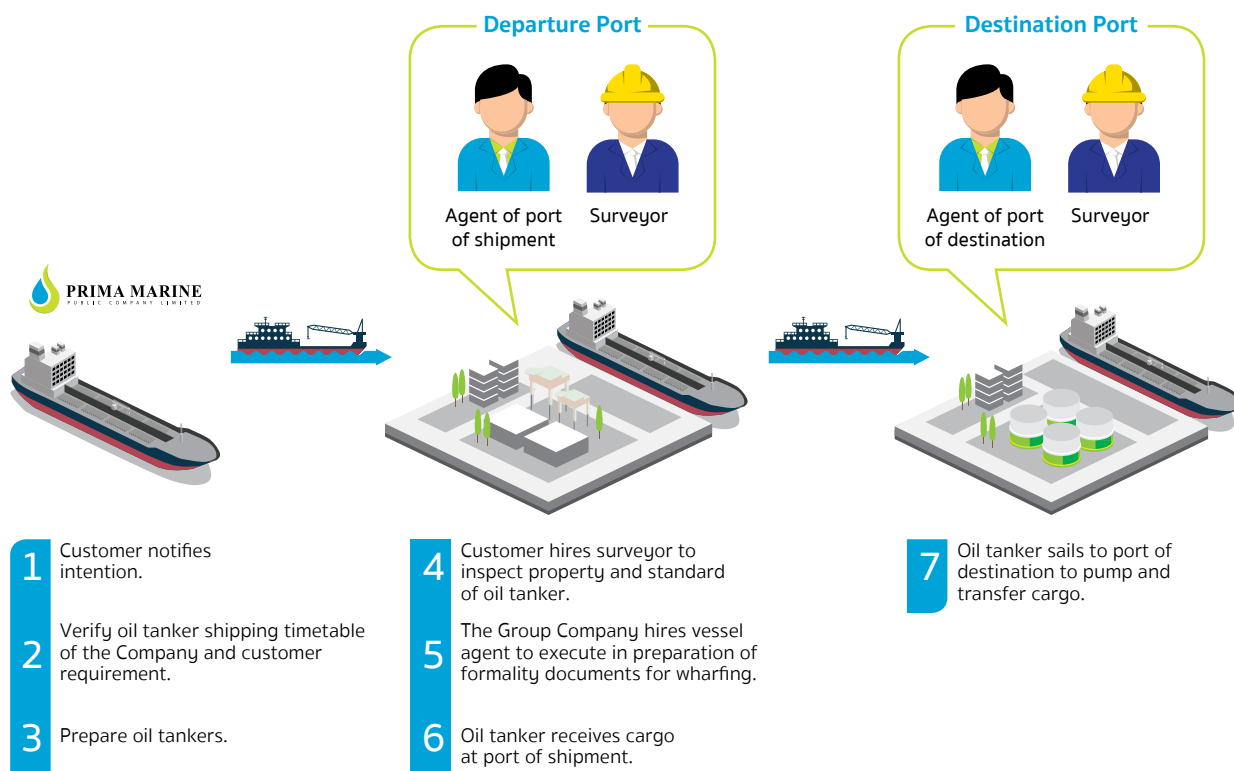 Departure Port
Agent of port
of shipment
Surveyor
Destination Port
Agent of port
of destination
Surveyor
PRIMA MARINE
PUBLIC COMPANY LIMITED
1
Customer notifies
intention.
2
Verify oil tanker shipping timetable
of the Company and customer
requirement.
3
Prepare oil tankers.
4
Customer hires surveyor to
inspect property and standard
of oil tanker.
5
The Group Company hires vessel
agent to execute in preparation of
formality documents for wharfing.
6
Oil tanker receives cargo
at port of shipment.
7
Oil tanker sails to port of
destination to pump and
transfer cargo.